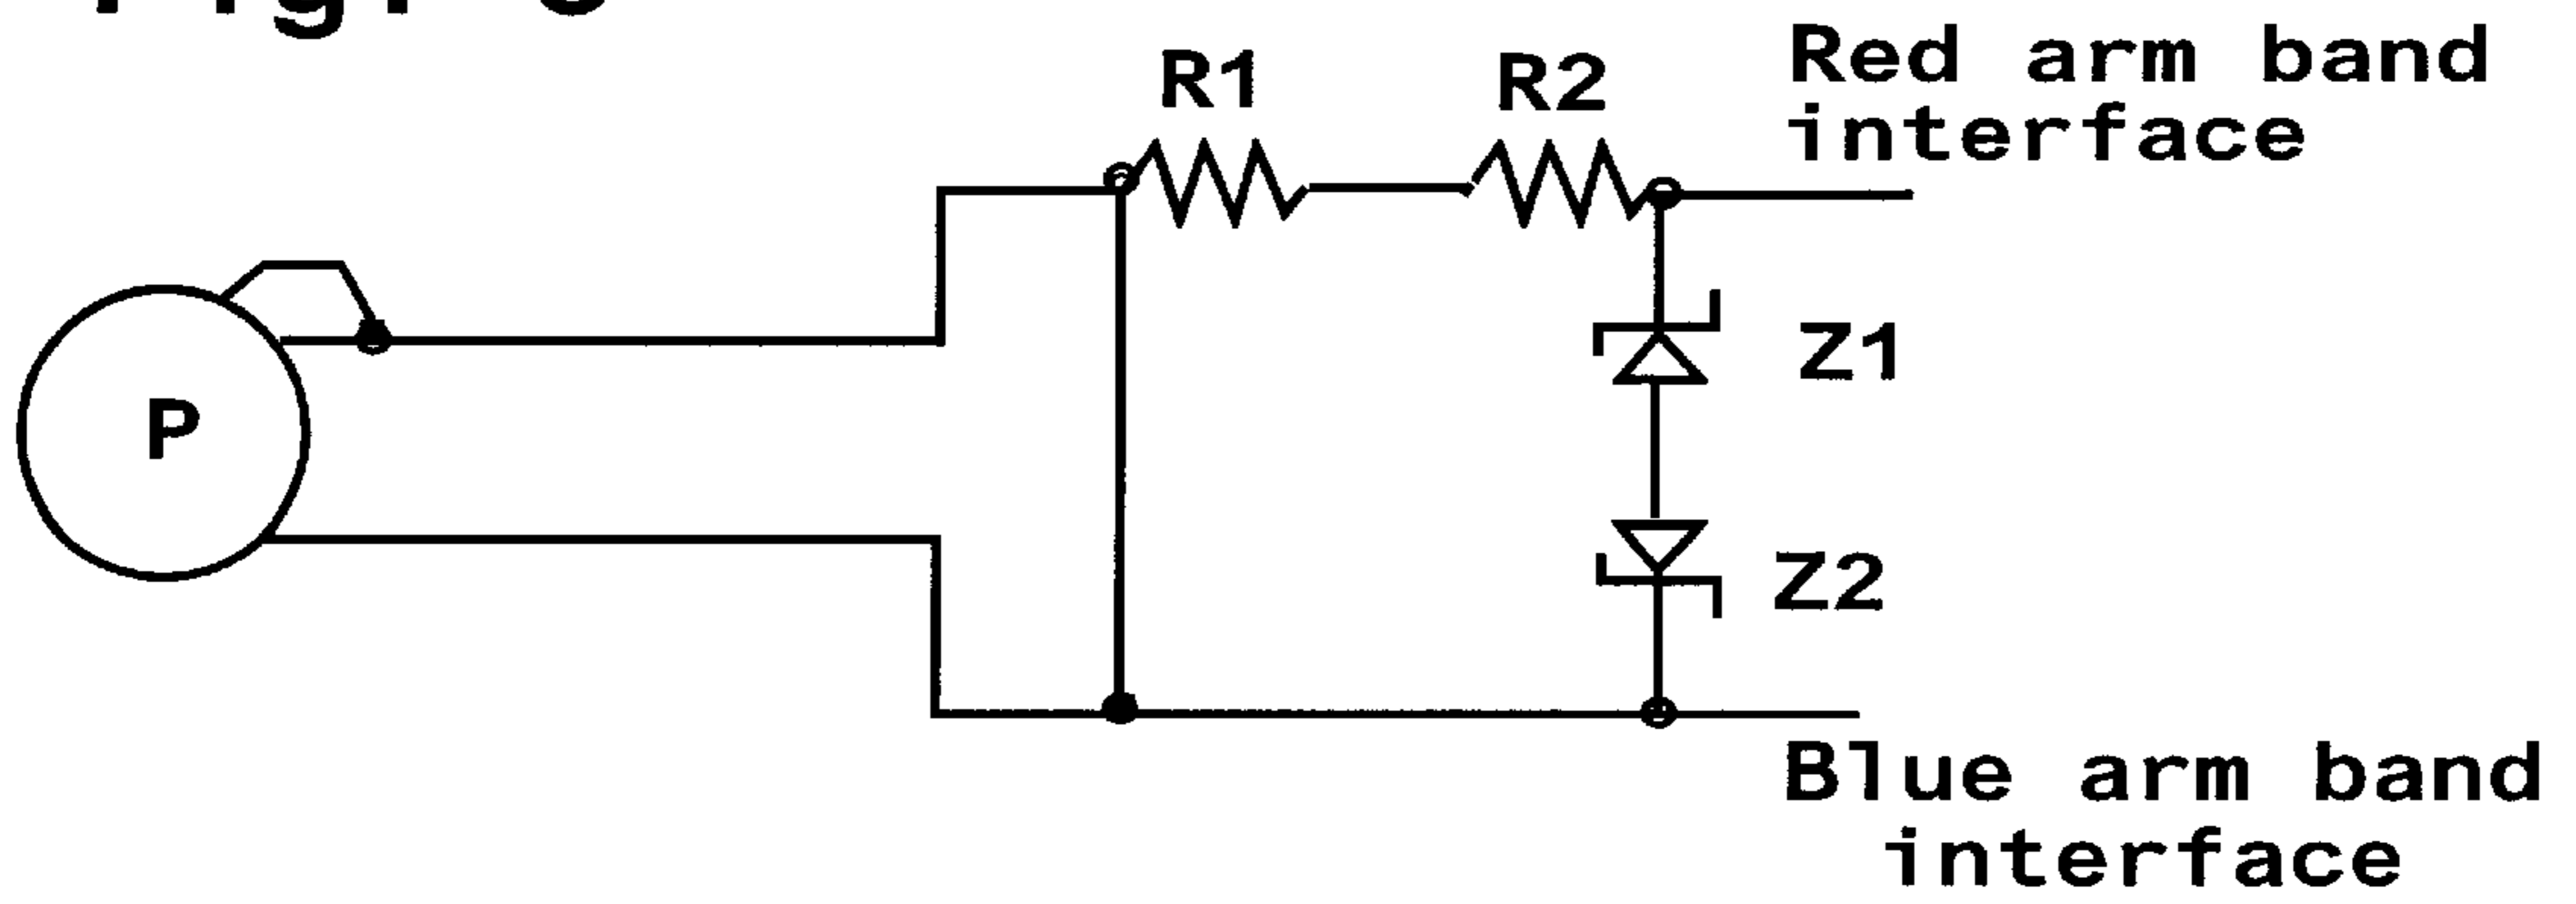 R1
R2
Red arm band
interface
P
Z1
Z2
Blue arm band
interface